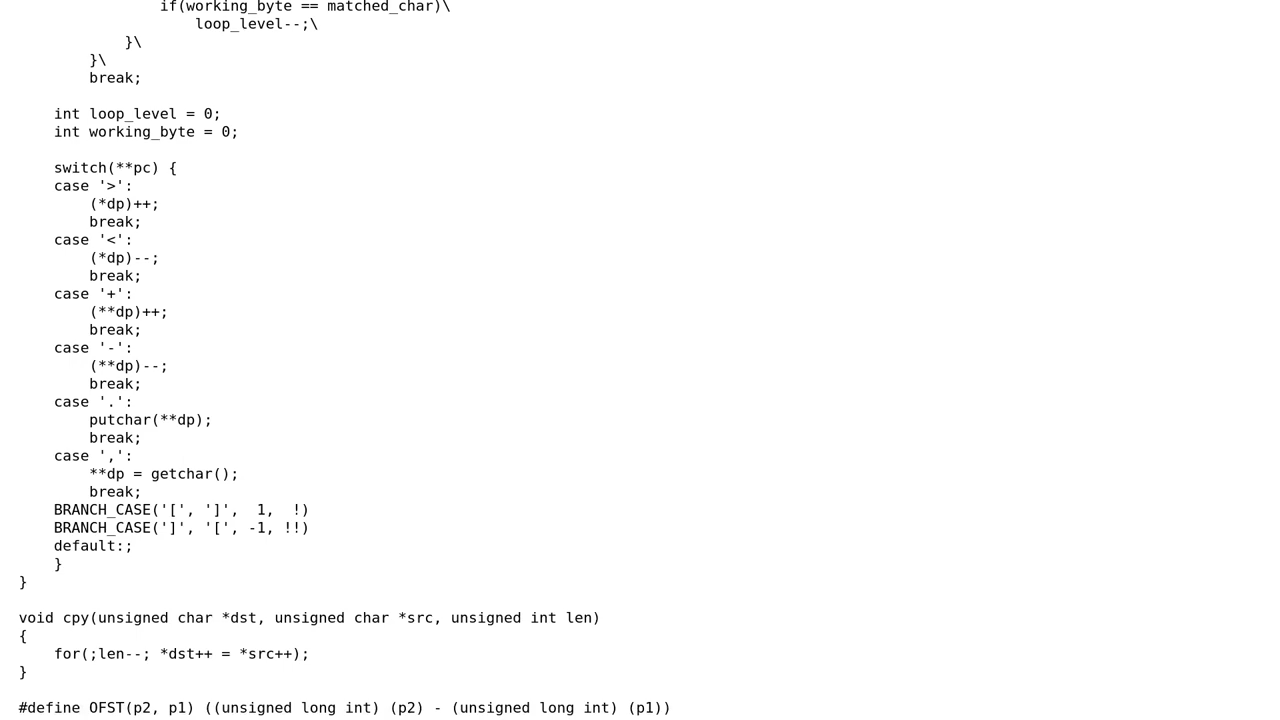 if(working_byte == matched_char)\
loop_level--;\
}\
}\
break;
int loop_level = 0;
int working_byte = 0;
switch(**pc) {
case '>':
(*dp)++;
break;
case '<':
(*dp)--;
break;
case '+':
(**dp)++;
break;
case '-':
(**dp)--;
break;
case '.':
putchar(**dp);
break;
case ',':
**dp = getchar();
break;
BRANCH_CASE('[', ']',  1,  !)
BRANCH_CASE(']', '[', -1, !!)
default:;
}
}
void cpy(unsigned char *dst, unsigned char *src, unsigned int len)
{
for(;len--; *dst++ = *src++);
}
#define OFST(p2, p1) ((unsigned long int) (p2) - (unsigned long int) (p1))